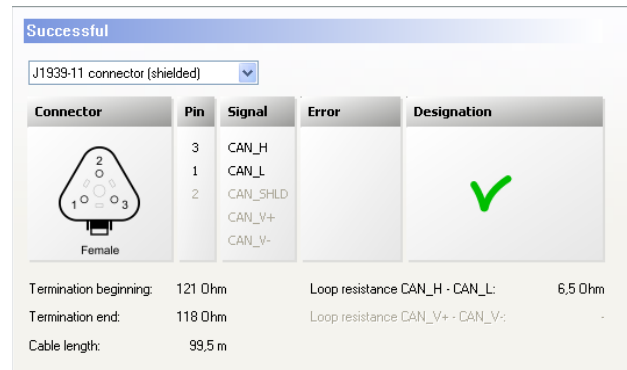 Successful
J1939-11 connector (shielded)
Connector Pin Signal Error Designation
2
1 3
Female
3 CAN_H
1 CAN_L
2 CAN_SHLD
CAN_V+
CAN_V-
Termination beginning: 121 Ohm Loop resistance CAN_H - CAN_L: 6,5 Ohm
Termination end: 118 Ohm Loop resistance CAN_V+ - CAN_V-: -
Cable length: 99,5 m